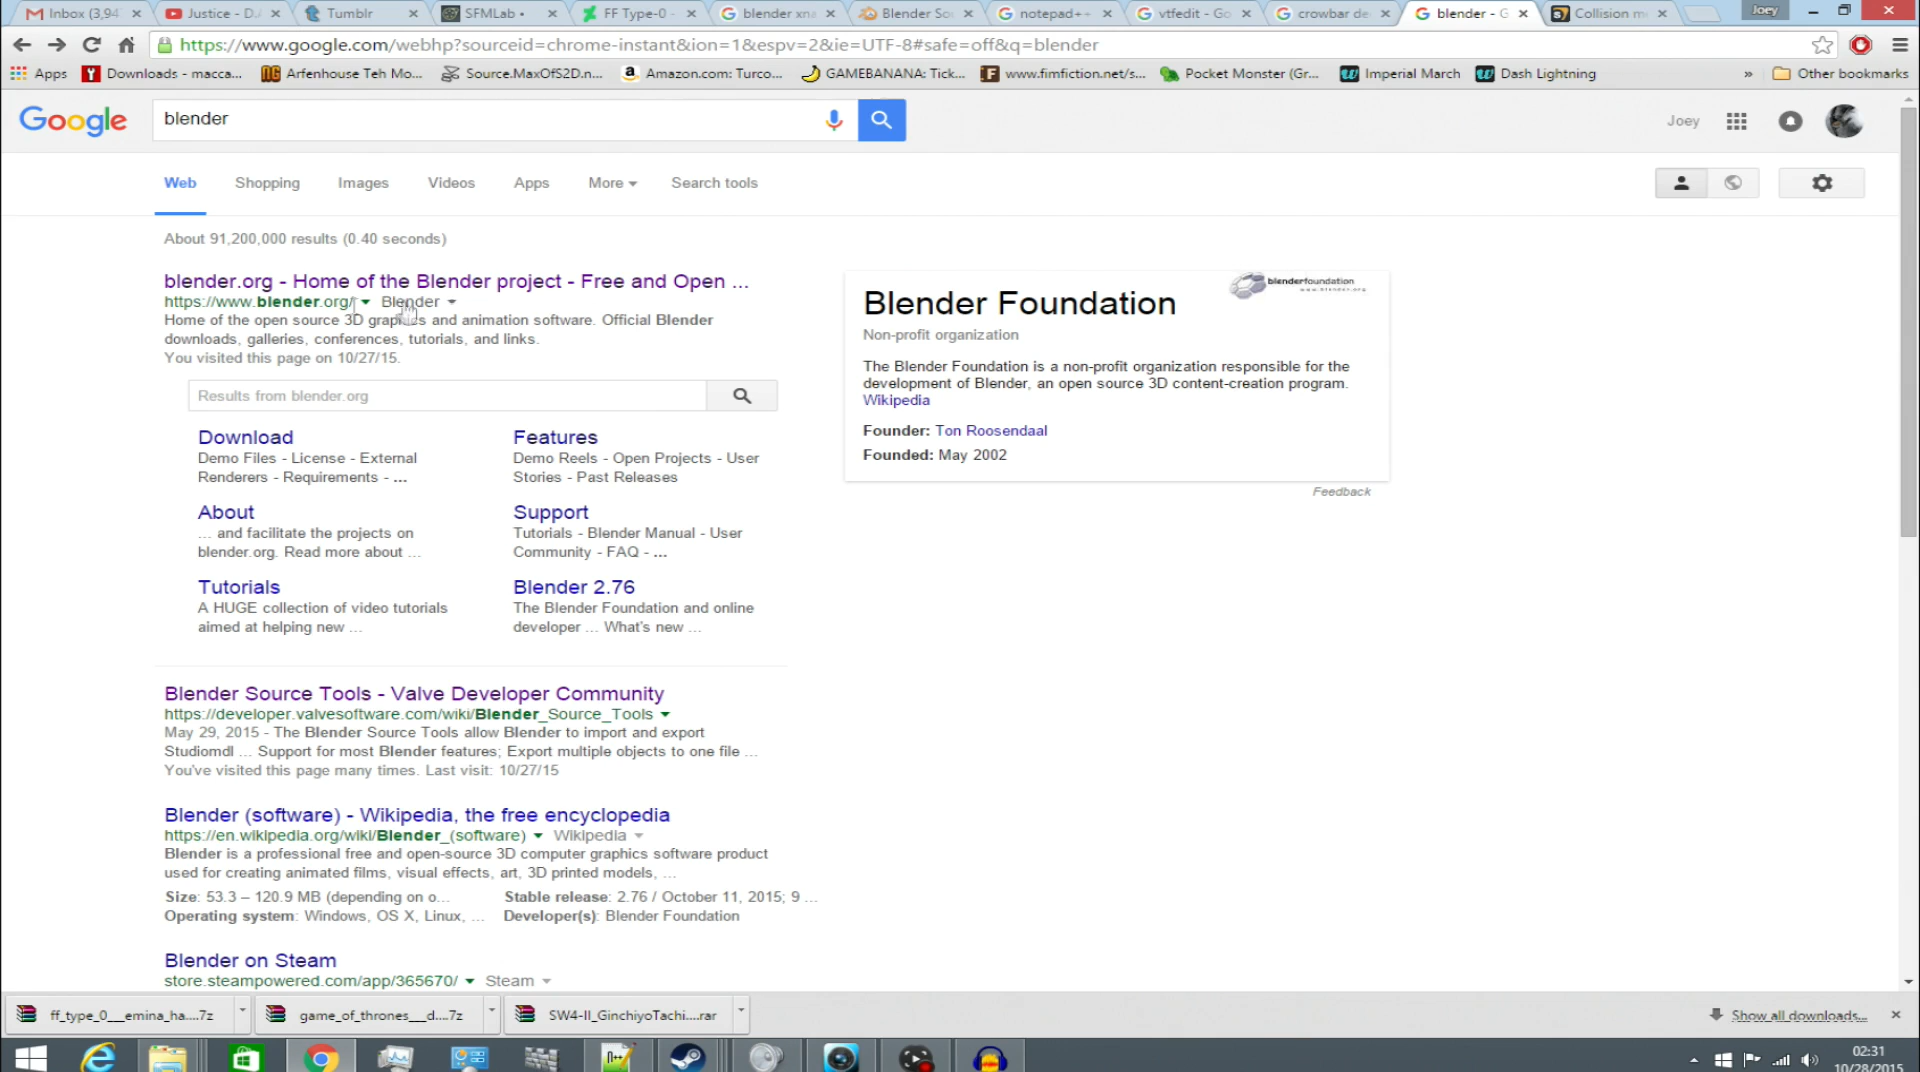 Inbox (3,94
Justice - D
Tumblr
SFMLab •
FF Type-0 -
blender xna
Blender So
notepad++
vtfedit - Go
crowbar de
blender - G
Collision m
Joey
https://www.google.com/webhp?sourceid=chrome-instant&ion=1&espv=2&ie=UTF-8#safe=off&q=blender
Apps
Downloads - macca...
Arfenhouse Teh Mo...
Source.MaxOfS2D.n...
Amazon.com: Turco...
GAMEBANANA: Tick...
www.fimfiction.net/s...
Pocket Monster (Gr...
Imperial March
Dash Lightning
»
Other bookmarks
Google
blender
Joey
Web
Shopping
Images
Videos
Apps
More
Search tools
About 91,200,000 results (0.40 seconds)
blender.org - Home of the Blender project - Free and Open ...
https://www.blender.org/ Blender
Home of the open source 3D graphics and animation software. Official Blender
downloads, galleries, conferences, tutorials, and links.
You visited this page on 10/27/15.
Results from blender.org
Download
Demo Files - License - External
Renderers - Requirements - ...
Features
Demo Reels - Open Projects - User
Stories - Past Releases
About
... and facilitate the projects on
blender.org. Read more about ...
Support
Tutorials - Blender Manual - User
Community - FAQ - ...
Tutorials
A HUGE collection of video tutorials
aimed at helping new ...
Blender 2.76
The Blender Foundation and online
developer ... What's new ...
Blender Source Tools - Valve Developer Community
https://developer.valvesoftware.com/wiki/Blender_Source_Tools
May 29, 2015 - The Blender Source Tools allow Blender to import and export
Studiomdl ... Support for most Blender features; Export multiple objects to one file ...
You've visited this page many times. Last visit: 10/27/15
Blender (software) - Wikipedia, the free encyclopedia
https://en.wikipedia.org/wiki/Blender_(software) Wikipedia
Blender is a professional free and open-source 3D computer graphics software product
used for creating animated films, visual effects, art, 3D printed models, ...
Size: 53.3 – 120.9 MB (depending on o...
Stable release: 2.76 / October 11, 2015; 9 ...
Operating system: Windows, OS X, Linux, ...
Developer(s): Blender Foundation
Blender on Steam
store.steampowered.com/app/365670/ Steam
blenderfoundation
www.blender.org
Blender Foundation
Non-profit organization
The Blender Foundation is a non-profit organization responsible for the
development of Blender, an open source 3D content-creation program.
Wikipedia
Founder: Ton Roosendaal
Founded: May 2002
Feedback
ff_type_0__emina_ha....7z
game_of_thrones___d....7z
SW4-II_GinchiyoTachi....rar
Show all downloads...
02:31
10/28/2015